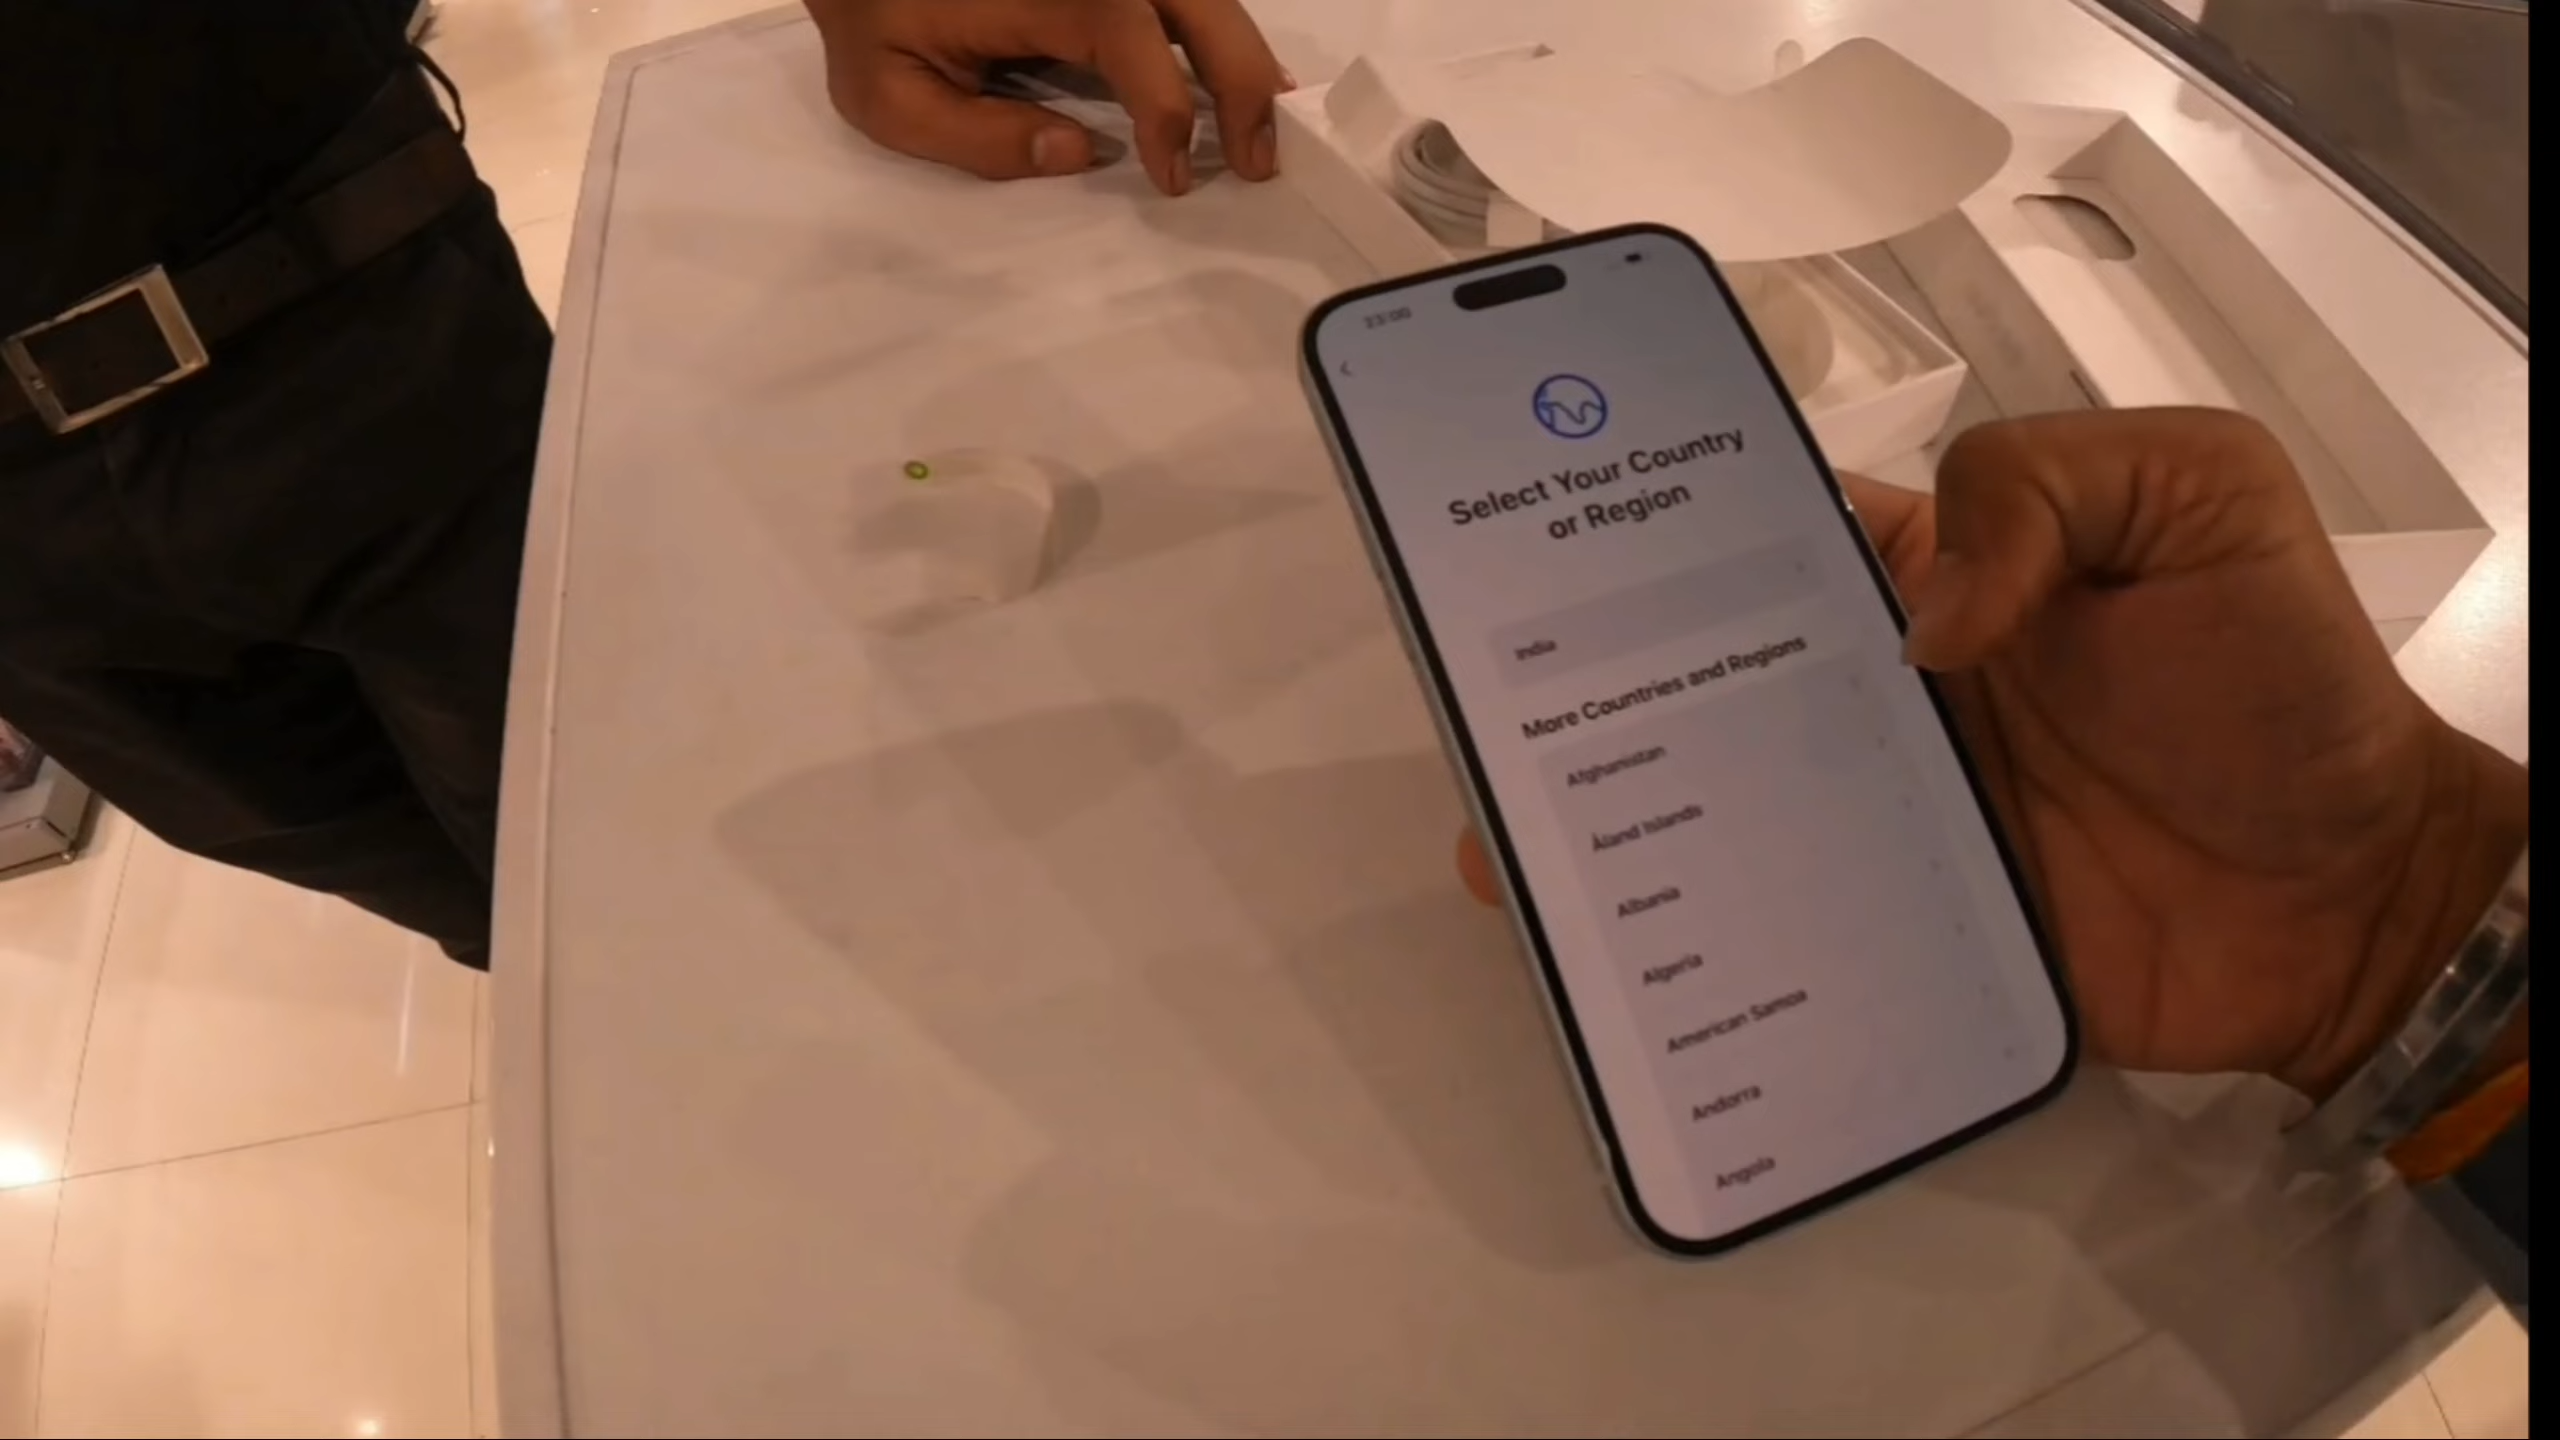 Select Your Country
or Region
India
More Countries and Regions
Afghanistan
Åland Islands
Albania
Algeria
American Samoa
Andorra
Angola